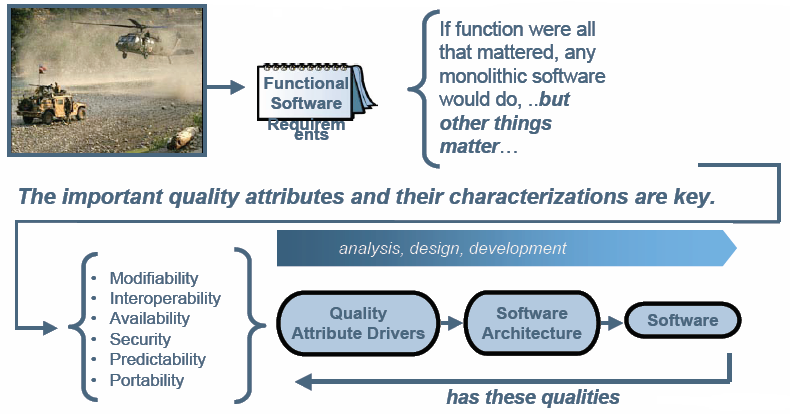 Functional
Software
Requirem
ents
If function were all
that mattered, any
monolithic software
would do, ..but
other things
matter…
The important quality attributes and their characterizations are key.
analysis, design, development
• Modifiability
• Interoperability
• Availability
• Security
• Predictability
• Portability
Quality
Attribute Drivers
Software
Architecture
Software
has these qualities